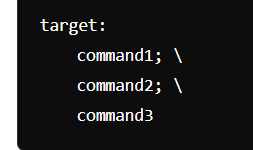 target:
    command1; \
    command2; \
    command3